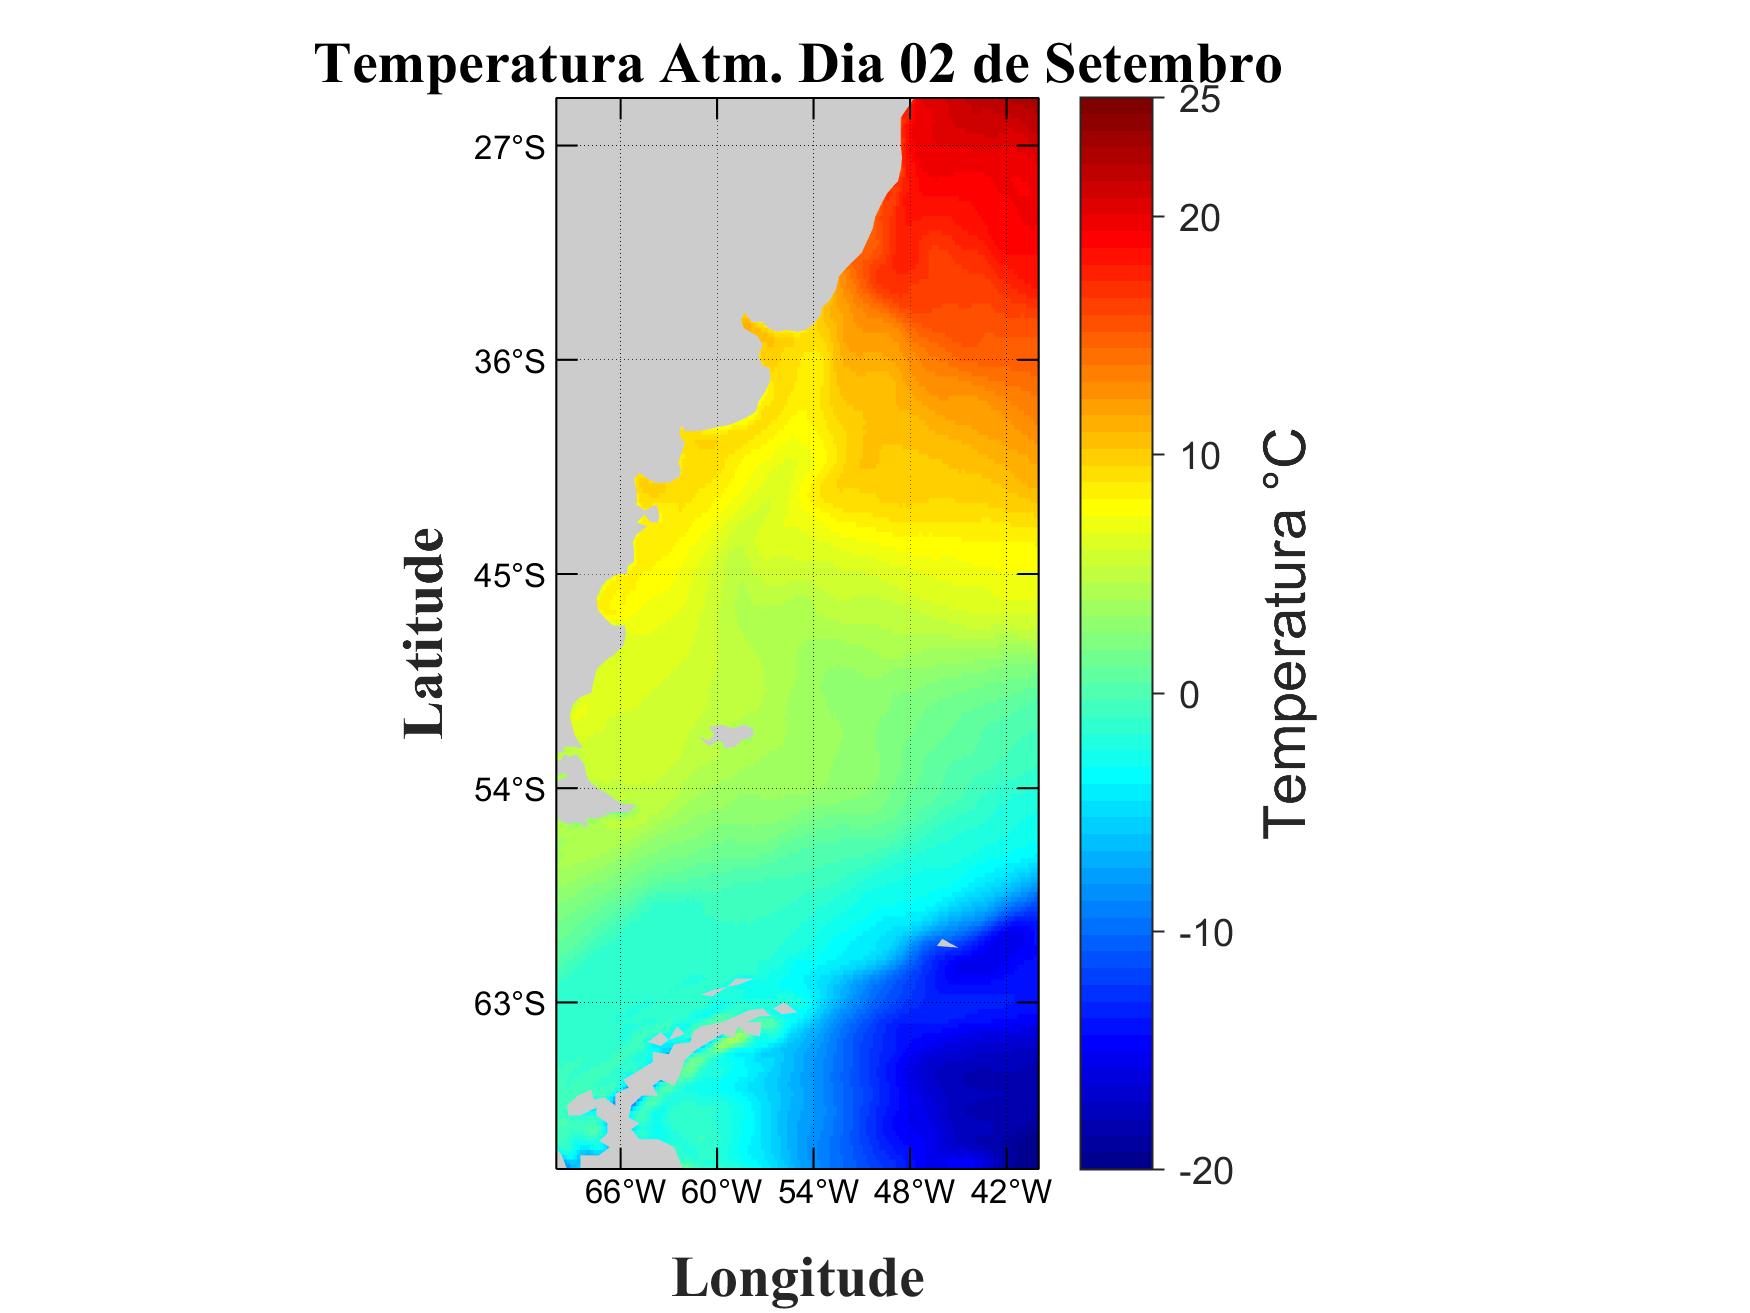 Temperatura Atm. Dia 02 de Setembro
27°S
36°S
45°S
54°S
63°S
Latitude
66°W 60°W 54°W 48°W 42°W
Longitude
25
20
10
0
-10
-20
Temperatura °C